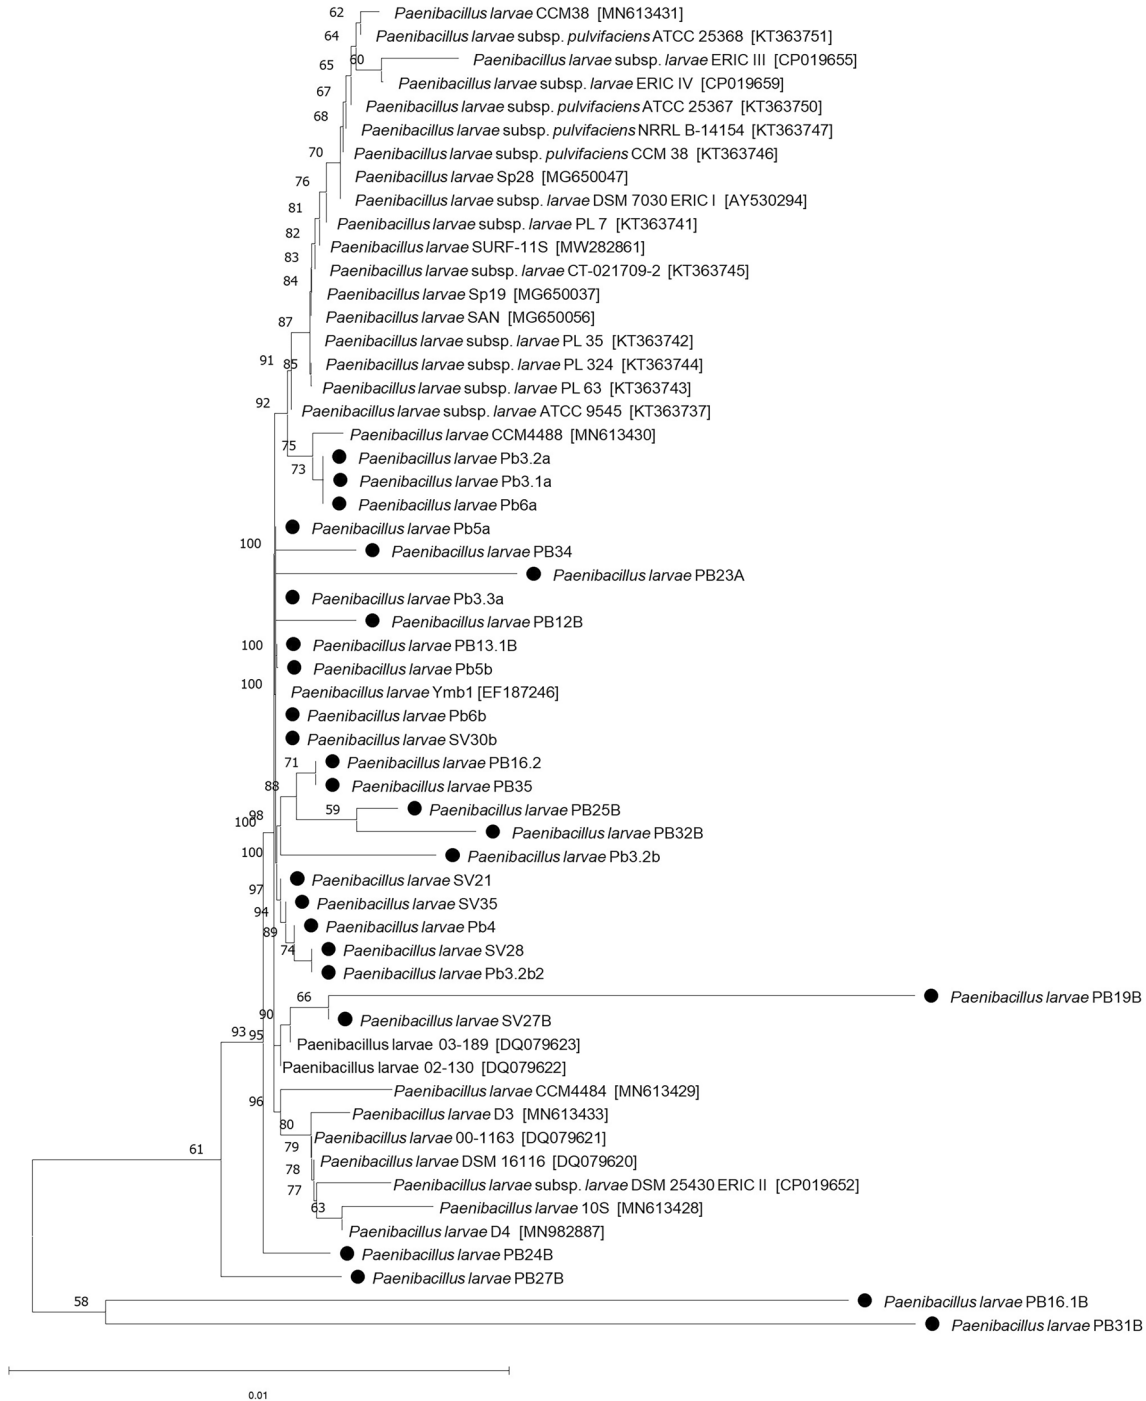 62
Paenibacillus larvae CCM38 [MN613431]
64
Paenibacillus larvae subsp. pulvifaciens ATCC 25368 [KT363751]
60
Paenibacillus larvae subsp. larvae ERIC III [CP019655]
65
Paenibacillus larvae subsp. larvae ERIC IV [CP019659]
67
Paenibacillus larvae subsp. pulvifaciens ATCC 25367 [KT363750]
68
Paenibacillus larvae subsp. pulvifaciens NRRL B-14154 [KT363747]
70
Paenibacillus larvae subsp. pulvifaciens CCM 38 [KT363746]
76
Paenibacillus larvae Sp28 [MG650047]
Paenibacillus larvae subsp. larvae DSM 7030 ERIC I [AY530294]
81
Paenibacillus larvae subsp. larvae PL 7 [KT363741]
82
Paenibacillus larvae SURF-11S [MW282861]
83
Paenibacillus larvae subsp. larvae CT-021709-2 [KT363745]
84
Paenibacillus larvae Sp19 [MG650037]
Paenibacillus larvae SAN [MG650056]
87
Paenibacillus larvae subsp. larvae PL 35 [KT363742]
91
85
Paenibacillus larvae subsp. larvae PL 324 [KT363744]
Paenibacillus larvae subsp. larvae PL 63 [KT363743]
92
Paenibacillus larvae subsp. larvae ATCC 9545 [KT363737]
Paenibacillus larvae CCM4488 [MN613430]
75
Paenibacillus larvae Pb3.2a
73
Paenibacillus larvae Pb3.1a
Paenibacillus larvae Pb6a
Paenibacillus larvae Pb5a
100
Paenibacillus larvae PB34
Paenibacillus larvae PB23A
Paenibacillus larvae Pb3.3a
Paenibacillus larvae PB12B
100
Paenibacillus larvae PB13.1B
Paenibacillus larvae Pb5b
100
Paenibacillus larvae Ymb1 [EF187246]
Paenibacillus larvae Pb6b
Paenibacillus larvae SV30b
71
Paenibacillus larvae PB16.2
88
Paenibacillus larvae PB35
59
Paenibacillus larvae PB25B
98
100
Paenibacillus larvae PB32B
100
Paenibacillus larvae Pb3.2b
Paenibacillus larvae SV21
97
Paenibacillus larvae SV35
94
Paenibacillus larvae Pb4
89
74
Paenibacillus larvae SV28
Paenibacillus larvae Pb3.2b2
66
Paenibacillus larvae PB19B
90
Paenibacillus larvae SV27B
93
95
Paenibacillus larvae 03-189 [DQ079623]
Paenibacillus larvae 02-130 [DQ079622]
Paenibacillus larvae CCM4484 [MN613429]
96
Paenibacillus larvae D3 [MN613433]
80
Paenibacillus larvae 00-1163 [DQ079621]
79
61
Paenibacillus larvae DSM 16116 [DQ079620]
78
Paenibacillus larvae subsp. larvae DSM 25430 ERIC II [CP019652]
77
63
Paenibacillus larvae 10S [MN613428]
Paenibacillus larvae D4 [MN982887]
Paenibacillus larvae PB24B
Paenibacillus larvae PB27B
58
Paenibacillus larvae PB16.1B
Paenibacillus larvae PB31B
0.01